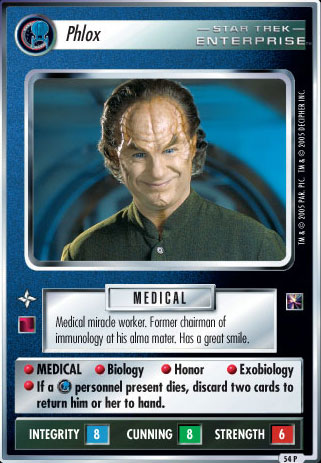 Phlox
STAR TREK
ENTERPRISE
TM & © 2005 PAR. PIC. TM & © 2005 DECIPHER INC.
MEDICAL
Medical miracle worker. Former chairman of
immunology at his alma mater. Has a great smile.
• MEDICAL • Biology • Honor • Exobiology
• If a personnel present dies, discard two cards to
return him or her to hand.
INTEGRITY 8 CUNNING 8 STRENGTH 6
54 P